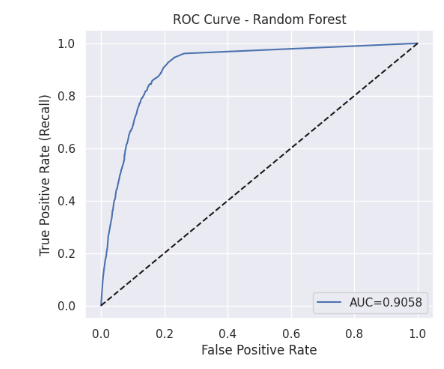 ROC Curve - Random Forest
True Positive Rate (Recall)
1.0
0.8
0.6
0.4
0.2
0.0
0.0 0.2 0.4 0.6 0.8 1.0
False Positive Rate
AUC=0.9058